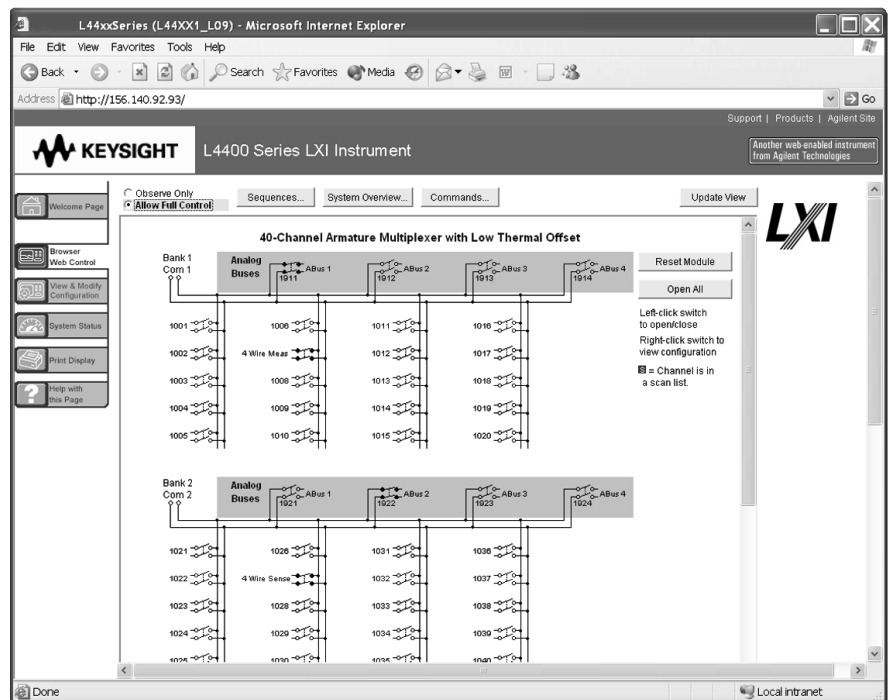 L44xxSeries (L44XX1_L09) - Microsoft Internet Explorer
File Edit View Favorites Tools Help
Back Search Favorites Media
Address http://156.140.92.93/ Go
Support | Products | Agilent Site
KEYSIGHT L4400 Series LXI Instrument
Another web-enabled instrument
from Agilent Technologies
Welcome Page
Browser
Web Control
View & Modify
Configuration
System Status
Print Display
Help with
this Page
Observe Only
Allow Full Control
Sequences... System Overview... Commands... Update View
LXI
40-Channel Armature Multiplexer with Low Thermal Offset
Bank 1
Com 1
Analog
Buses
ABus 1 ABus 2 ABus 3 ABus 4
1911 1912 1913 1914
1001 1006 1011 1016
1002 4 Wire Meas 1012 1017
1003 1008 1013 1018
1004 1009 1014 1019
1005 1010 1015 1020
Reset Module
Open All
Left-click switch
to open/close
Right-click switch to
view configuration
S = Channel is in
a scan list.
Bank 2
Com 2
Analog
Buses
ABus 1 ABus 2 ABus 3 ABus 4
1921 1922 1923 1924
1021 1026 1031 1036
1022 4 Wire Sense 1032 1037
1023 1028 1033 1038
1024 1029 1034 1039
1025 1030 1035 1040
Done Local intranet